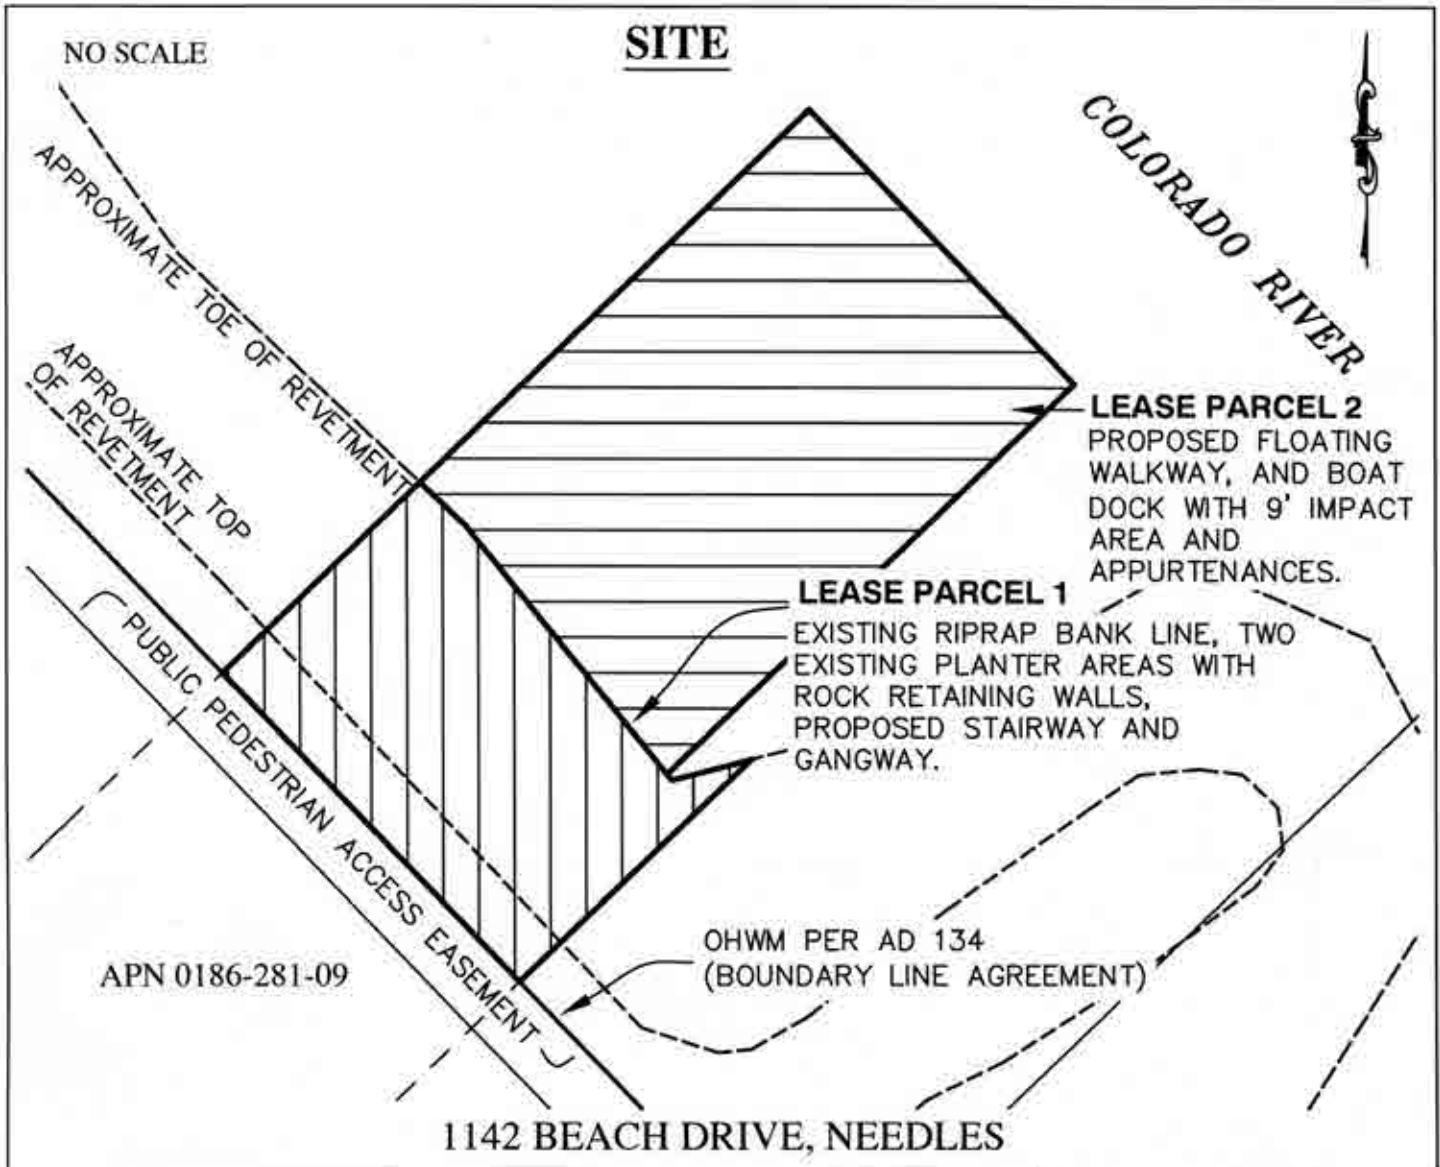 NO SCALE
SITE
COLORADO RIVER
APPROXIMATE TOE OF REVETMENT
APPROXIMATE TOP
OF REVETMENT
LEASE PARCEL 2
PROPOSED FLOATING
WALKWAY, AND BOAT
DOCK WITH 9' IMPACT
AREA AND
APPURTENANCES.
LEASE PARCEL 1
EXISTING RIPRAP BANK LINE, TWO
EXISTING PLANTER AREAS WITH
ROCK RETAINING WALLS,
PROPOSED STAIRWAY AND
GANGWAY.
PUBLIC PEDESTRIAN ACCESS EASEMENT
OHWM PER AD 134
(BOUNDARY LINE AGREEMENT)
APN 0186-281-09
1142 BEACH DRIVE, NEEDLES